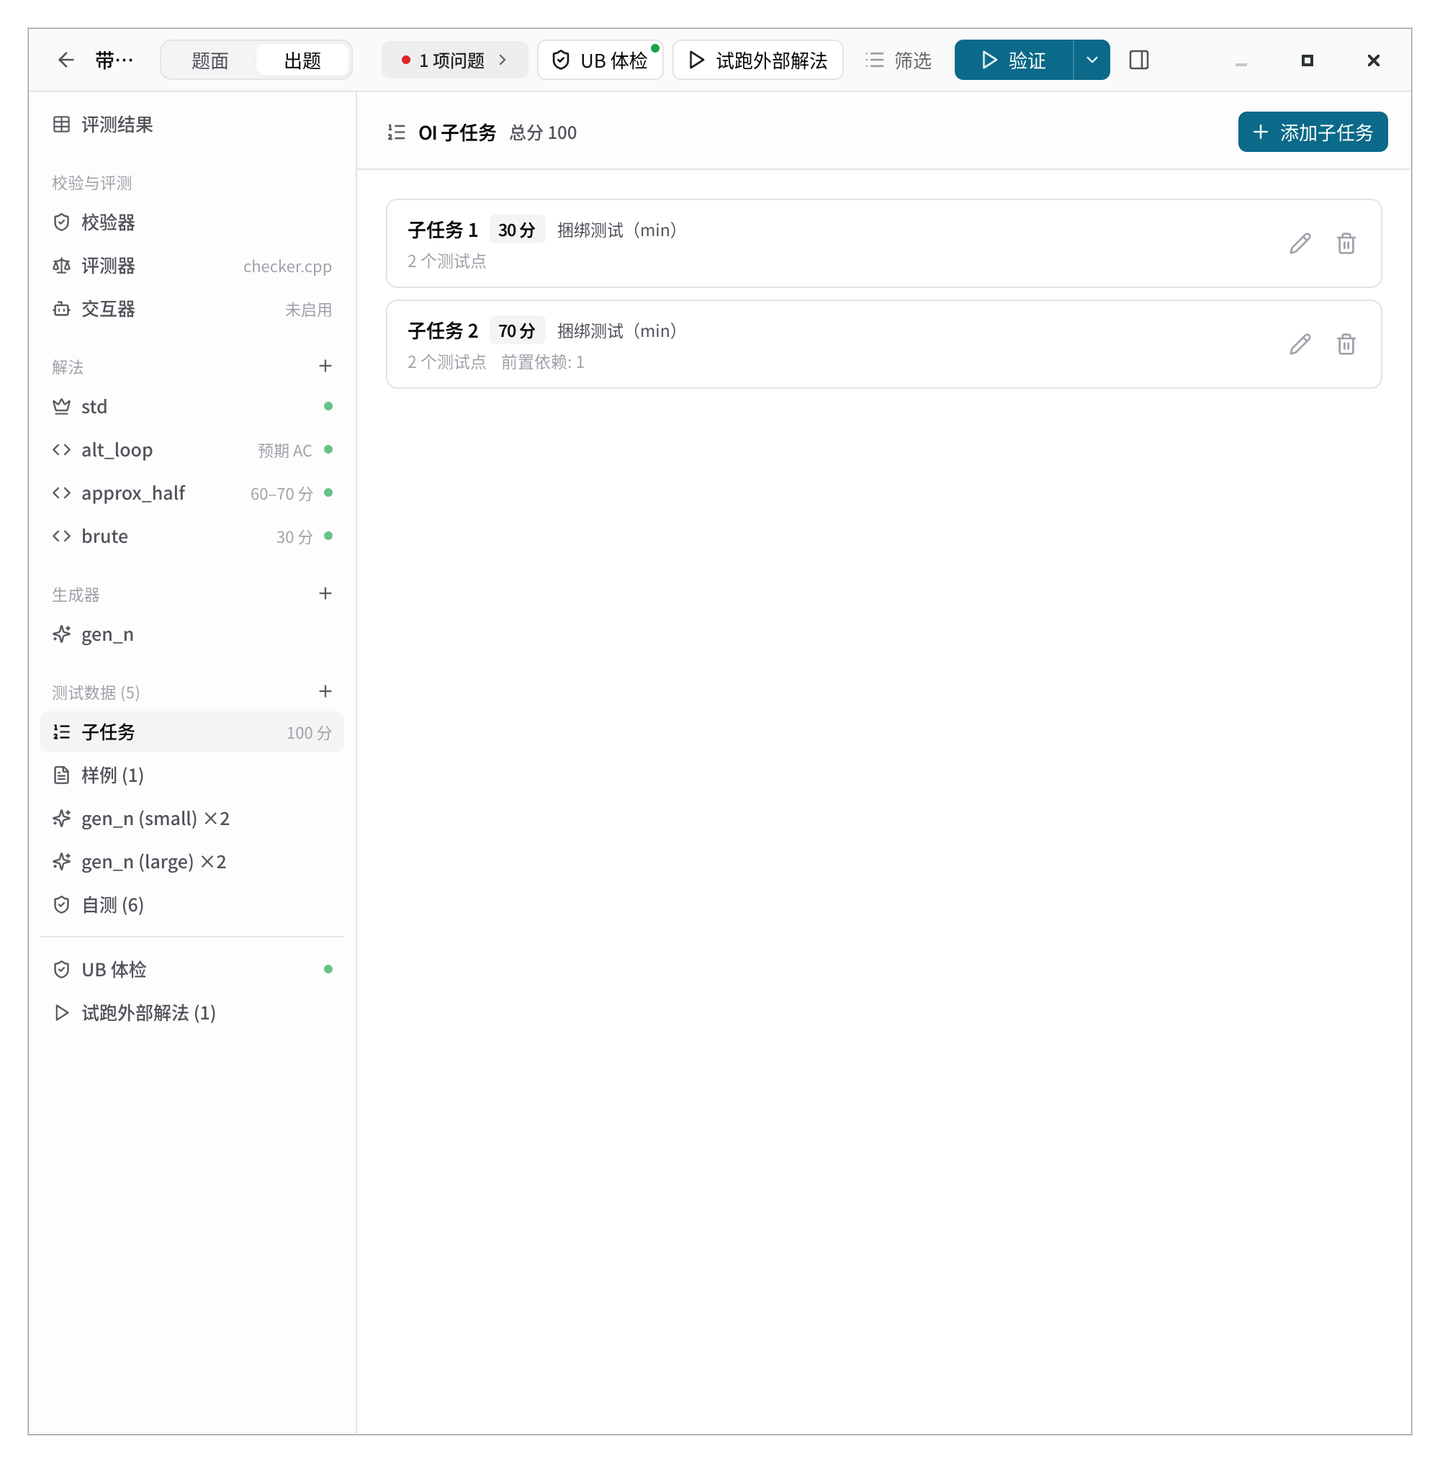 带…
题面
出题
1 项问题
UB 体检
试跑外部解法
筛选
验证
评测结果
校验与评测
校验器
评测器 checker.cpp
交互器 未启用
解法
std
alt_loop 预期 AC
approx_half 60–70 分
brute 30 分
生成器
gen_n
测试数据 (5)
子任务 100 分
样例 (1)
gen_n (small) ×2
gen_n (large) ×2
自测 (6)
UB 体检
试跑外部解法 (1)
OI 子任务 总分 100
添加子任务
子任务 1 30 分 捆绑测试（min）
2 个测试点
子任务 2 70 分 捆绑测试（min）
2 个测试点 前置依赖: 1